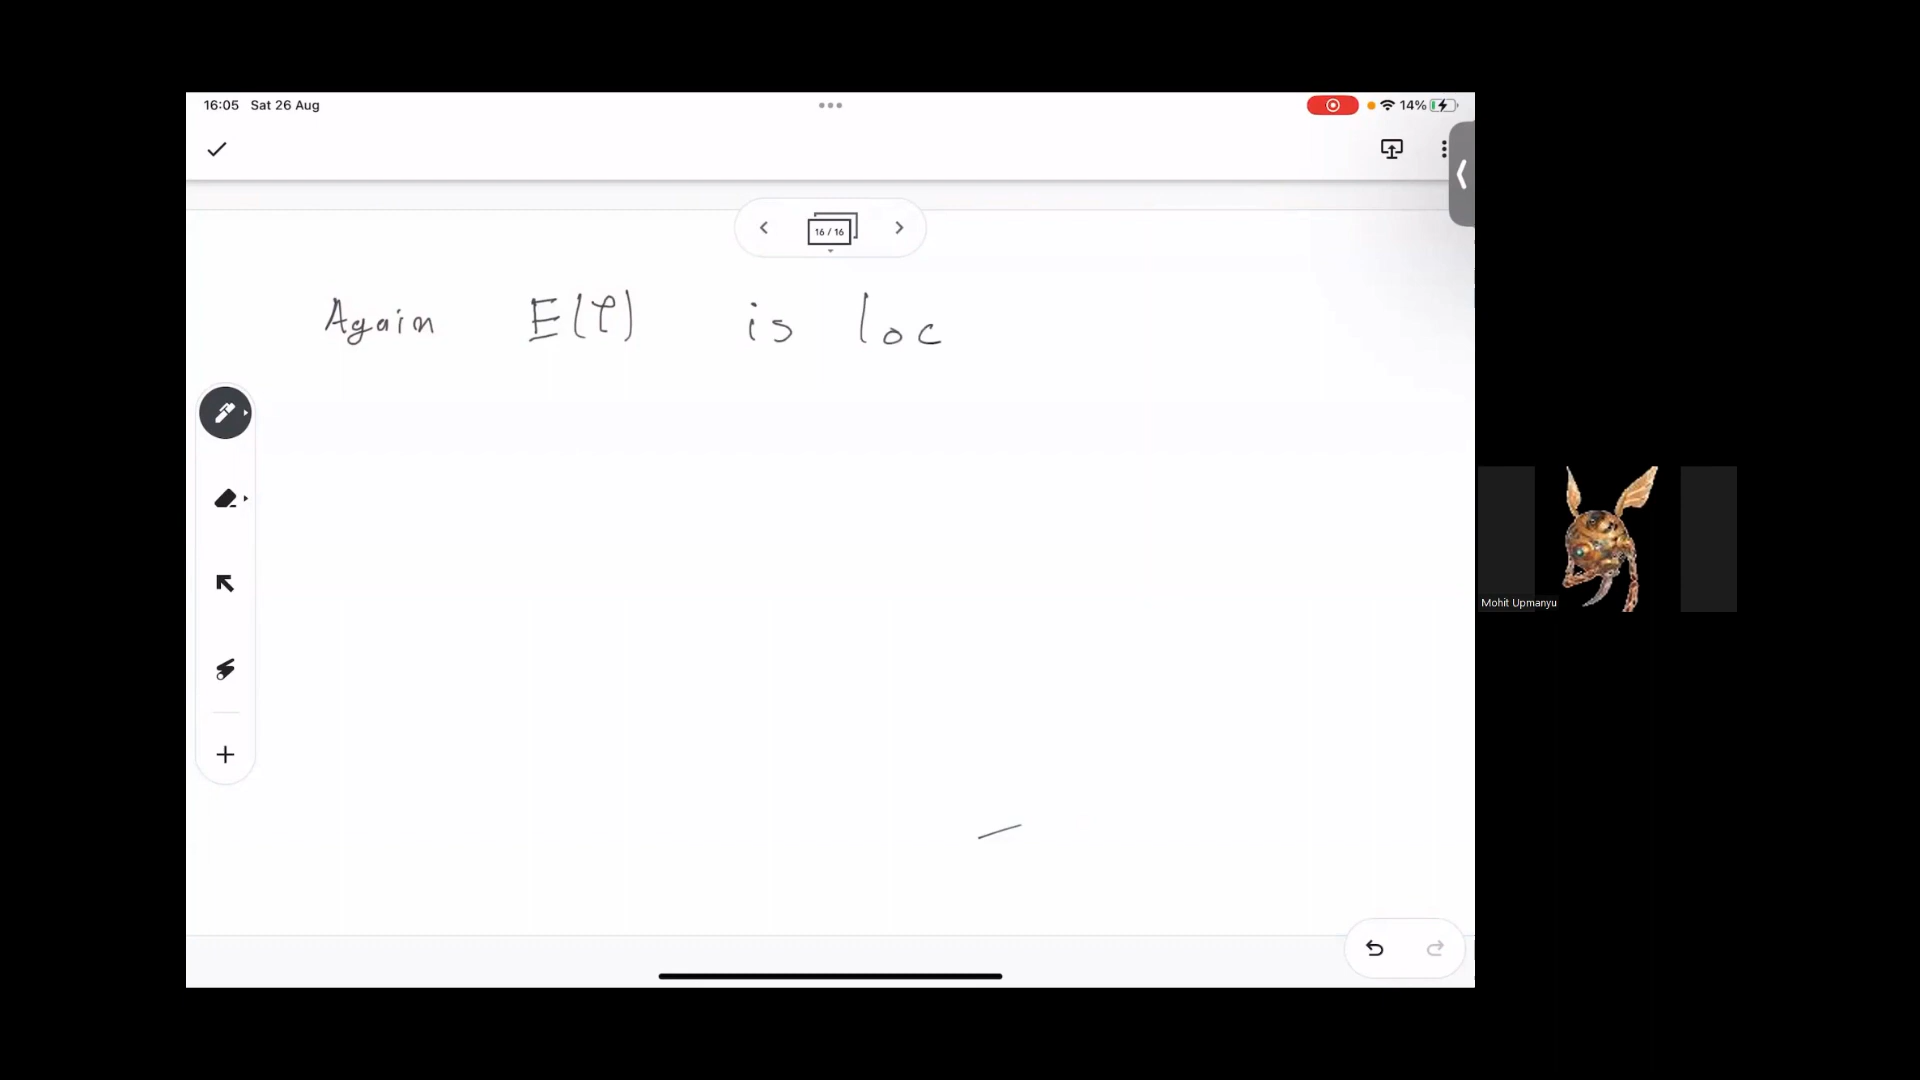 16:05 Sat 26 Aug
14%
16 / 16
Again E(τ) is loc
Mohit Upmanyu